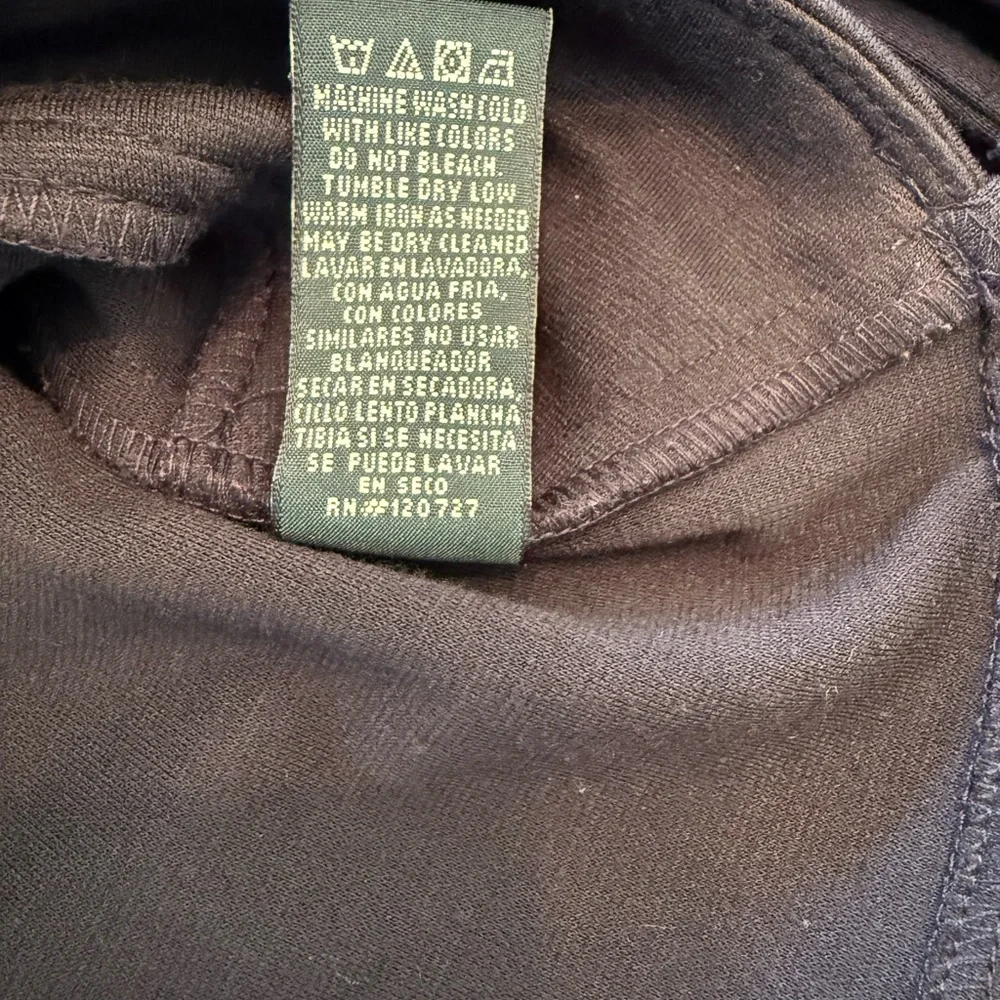 MACHINE WASH COLD
WITH LIKE COLORS
DO NOT BLEACH.
TUMBLE DRY LOW
WARM IRON AS NEEDED
MAY BE DRY CLEANED
LAVAR EN LAVADORA,
CON AGUA FRIA,
CON COLORES
SIMILARES NO USAR
BLANQUEADOR
SECAR EN SECADORA,
CICLO LENTO PLANCHA
TIBIA SI SE NECESITA
SE PUEDE LAVAR
EN SECO
RN#120727